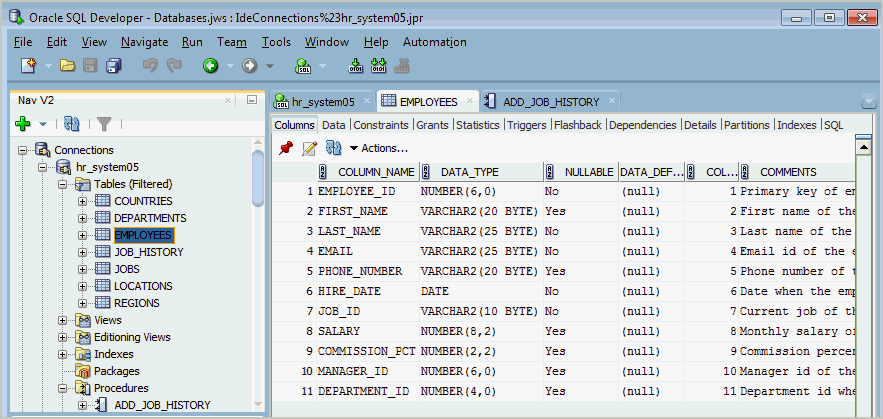 Oracle SQL Developer - Databases.jws : IdeConnections%23hr_system05.jpr
File Edit View Navigate Run Team Tools Window Help Automation
Nav V2
Connections
hr_system05
Tables (Filtered)
COUNTRIES
DEPARTMENTS
EMPLOYEES
JOB_HISTORY
JOBS
LOCATIONS
REGIONS
Views
Editioning Views
Indexes
Packages
Procedures
ADD_JOB_HISTORY
hr_system05 EMPLOYEES ADD_JOB_HISTORY
Columns Data Constraints Grants Statistics Triggers Flashback Dependencies Details Partitions Indexes SQL
Actions...
COLUMN_NAME DATA_TYPE NULLABLE DATA_DEF... COL... COMMENTS
1 EMPLOYEE_ID NUMBER(6,0) No (null) 1 Primary key of em
2 FIRST_NAME VARCHAR2(20 BYTE) Yes (null) 2 First name of the
3 LAST_NAME VARCHAR2(25 BYTE) No (null) 3 Last name of the
4 EMAIL VARCHAR2(25 BYTE) No (null) 4 Email id of the e
5 PHONE_NUMBER VARCHAR2(20 BYTE) Yes (null) 5 Phone number of t
6 HIRE_DATE DATE No (null) 6 Date when the emp
7 JOB_ID VARCHAR2(10 BYTE) No (null) 7 Current job of th
8 SALARY NUMBER(8,2) Yes (null) 8 Monthly salary of
9 COMMISSION_PCT NUMBER(2,2) Yes (null) 9 Commission percen
10 MANAGER_ID NUMBER(6,0) Yes (null) 10 Manager id of the
11 DEPARTMENT_ID NUMBER(4,0) Yes (null) 11 Department id whe